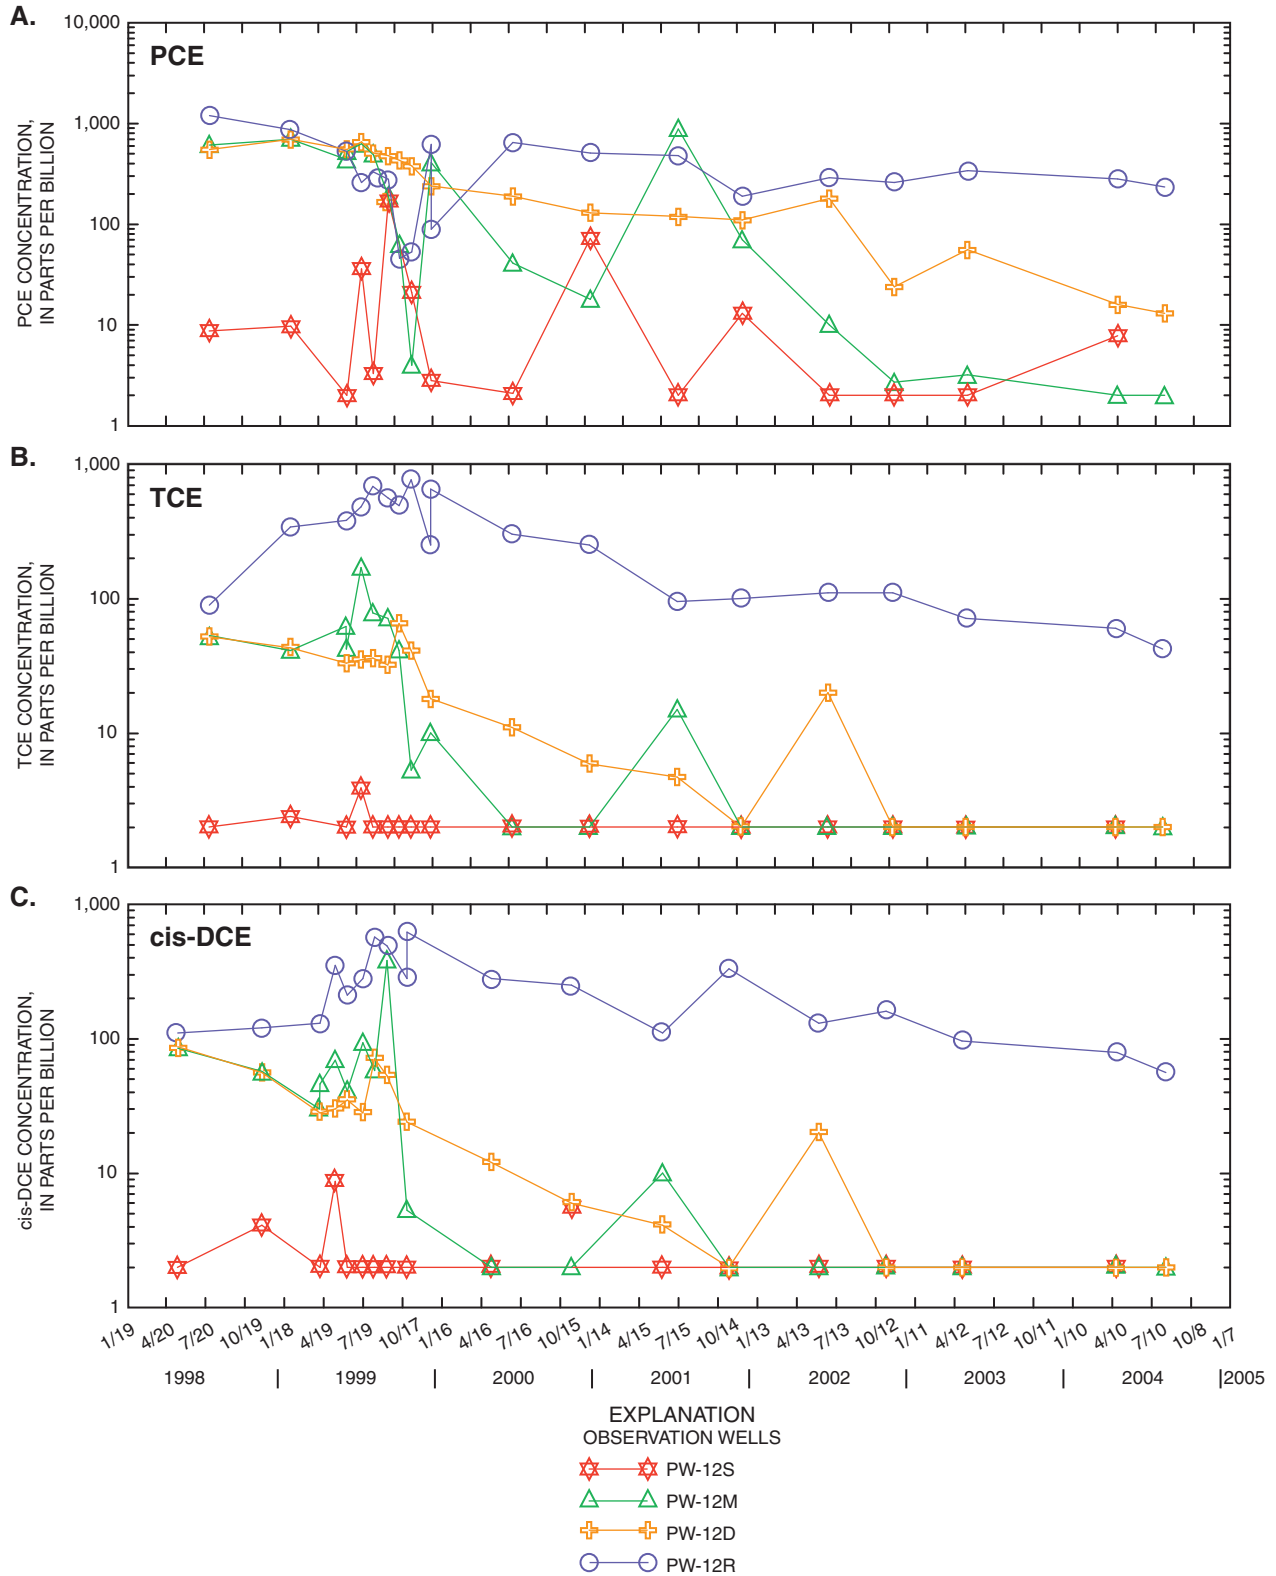 A.
PCE
10,000
1,000
100
10
1
PCE CONCENTRATION,
IN PARTS PER BILLION
B.
TCE
1,000
100
10
1
TCE CONCENTRATION,
IN PARTS PER BILLION
C.
cis-DCE
1,000
100
10
1
cis-DCE CONCENTRATION,
IN PARTS PER BILLION
1/19 4/20 7/20 10/19 1/18 4/19 7/19 10/17 1/16 4/16 7/16 10/15 1/14 4/15 7/15 10/14 1/13 4/13 7/13 10/12 1/11 4/12 7/12 10/11 1/10 4/10 7/10 10/8 1/7
1998 | 1999 | 2000 | 2001 | 2002 | 2003 | 2004 | 2005
EXPLANATION
OBSERVATION WELLS
PW-12S
PW-12M
PW-12D
PW-12R